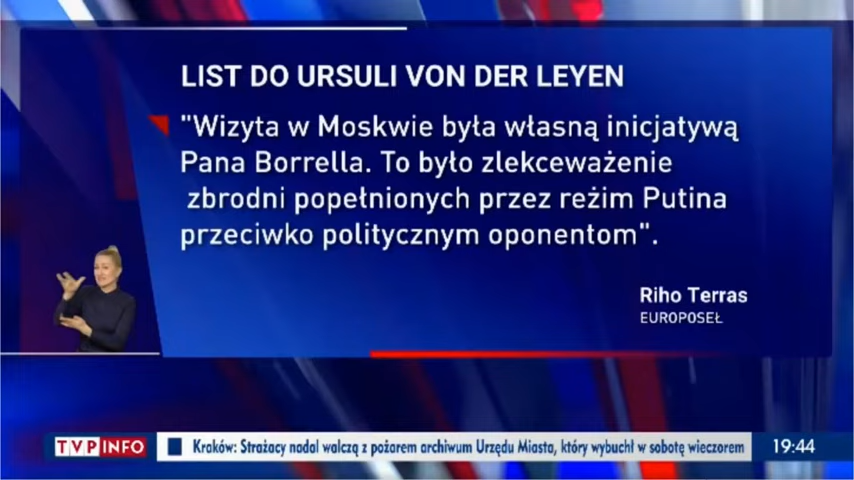 LIST DO URSULI VON DER LEYEN
"Wizyta w Moskwie była własną inicjatywą
Pana Borrella. To było zlekceważenie
zbrodni popełnionych przez reżim Putina
przeciwko politycznym oponentom".
Riho Terras
EUROPOSEŁ
TVP INFO
Kraków: Strażacy nadal walczą z pożarem archiwum Urzędu Miasta, który wybuchł w sobotę wieczorem
19:44